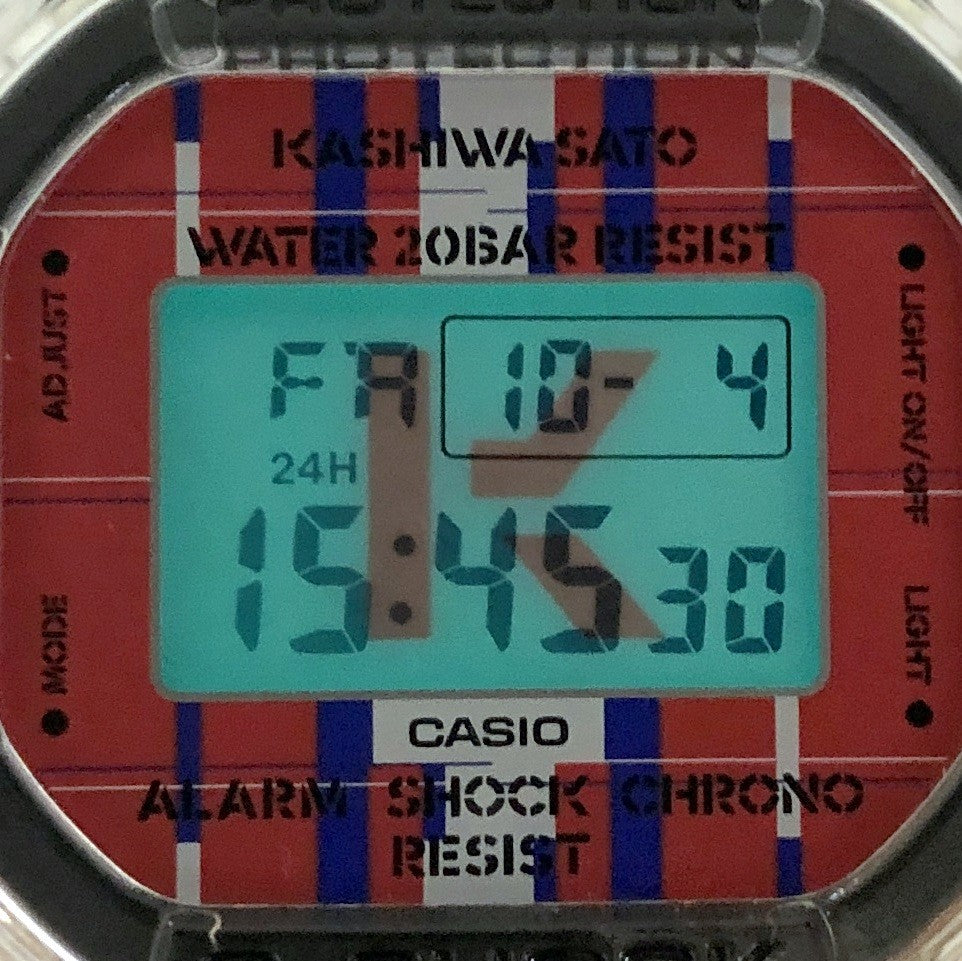 PROTECTION
PROTECTION
KASHIWA SATO
WATER 20BAR RESIST
ADJUST
LIGHT ON/OFF
FR 10- 4
24H
15:45 30
MODE
LIGHT
K
CASIO
ALARM SHOCK CHRONO
RESIST